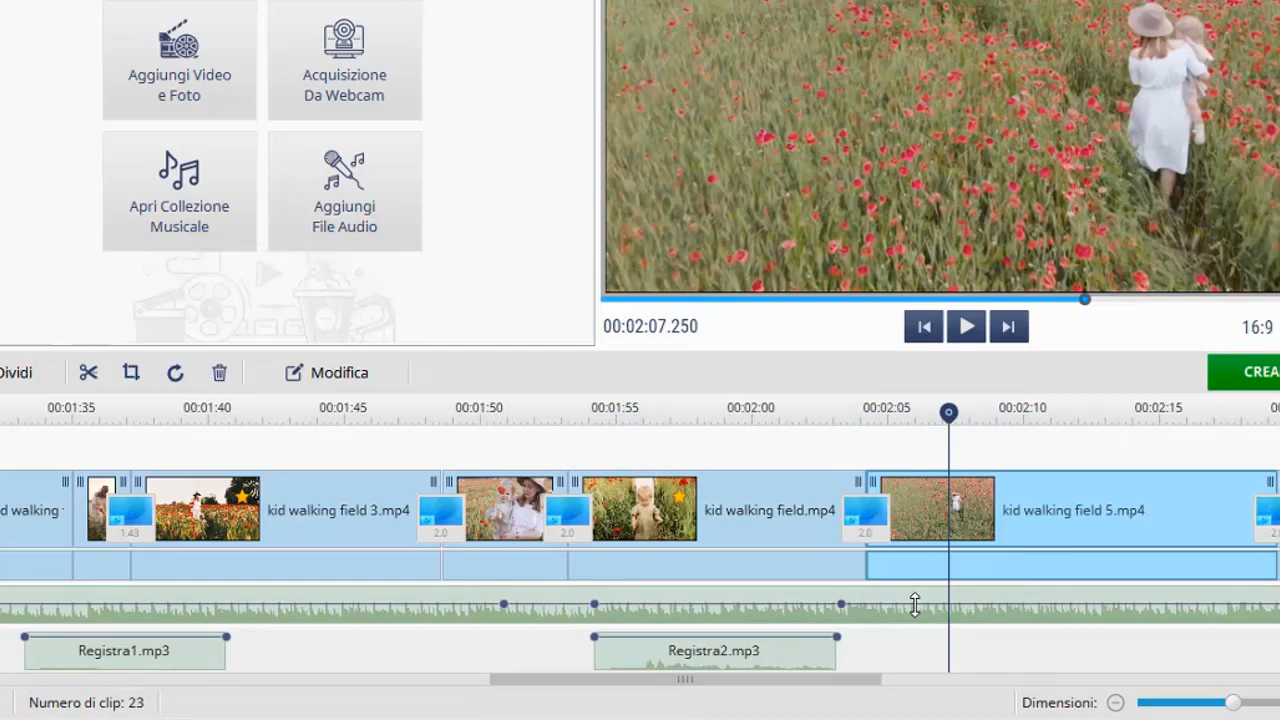 Aggiungi Video
e Foto
Acquisizione
Da Webcam
Apri Collezione
Musicale
Aggiungi
File Audio
00:02:07.250
16:9
Dividi
Modifica
CREA
00:01:35
00:01:40
00:01:45
00:01:50
00:01:55
00:02:00
00:02:05
00:02:10
00:02:15
d walking
kid walking field 3.mp4
kid walking field.mp4
kid walking field 5.mp4
1.43
2.0
2.0
2.0
Registra1.mp3
Registra2.mp3
Numero di clip: 23
Dimensioni: